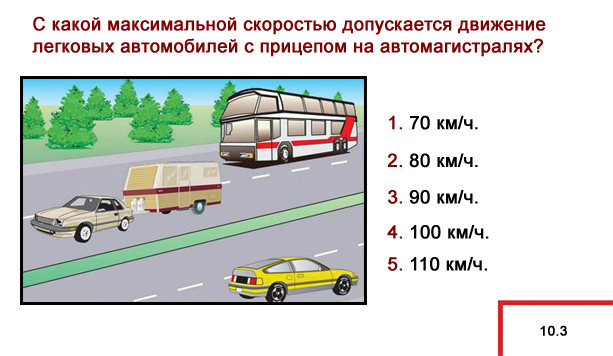 С какой максимальной скоростью допускается движение
легковых автомобилей с прицепом на автомагистралях?
1. 70 км/ч.
2. 80 км/ч.
3. 90 км/ч.
4. 100 км/ч.
5. 110 км/ч.
10.3